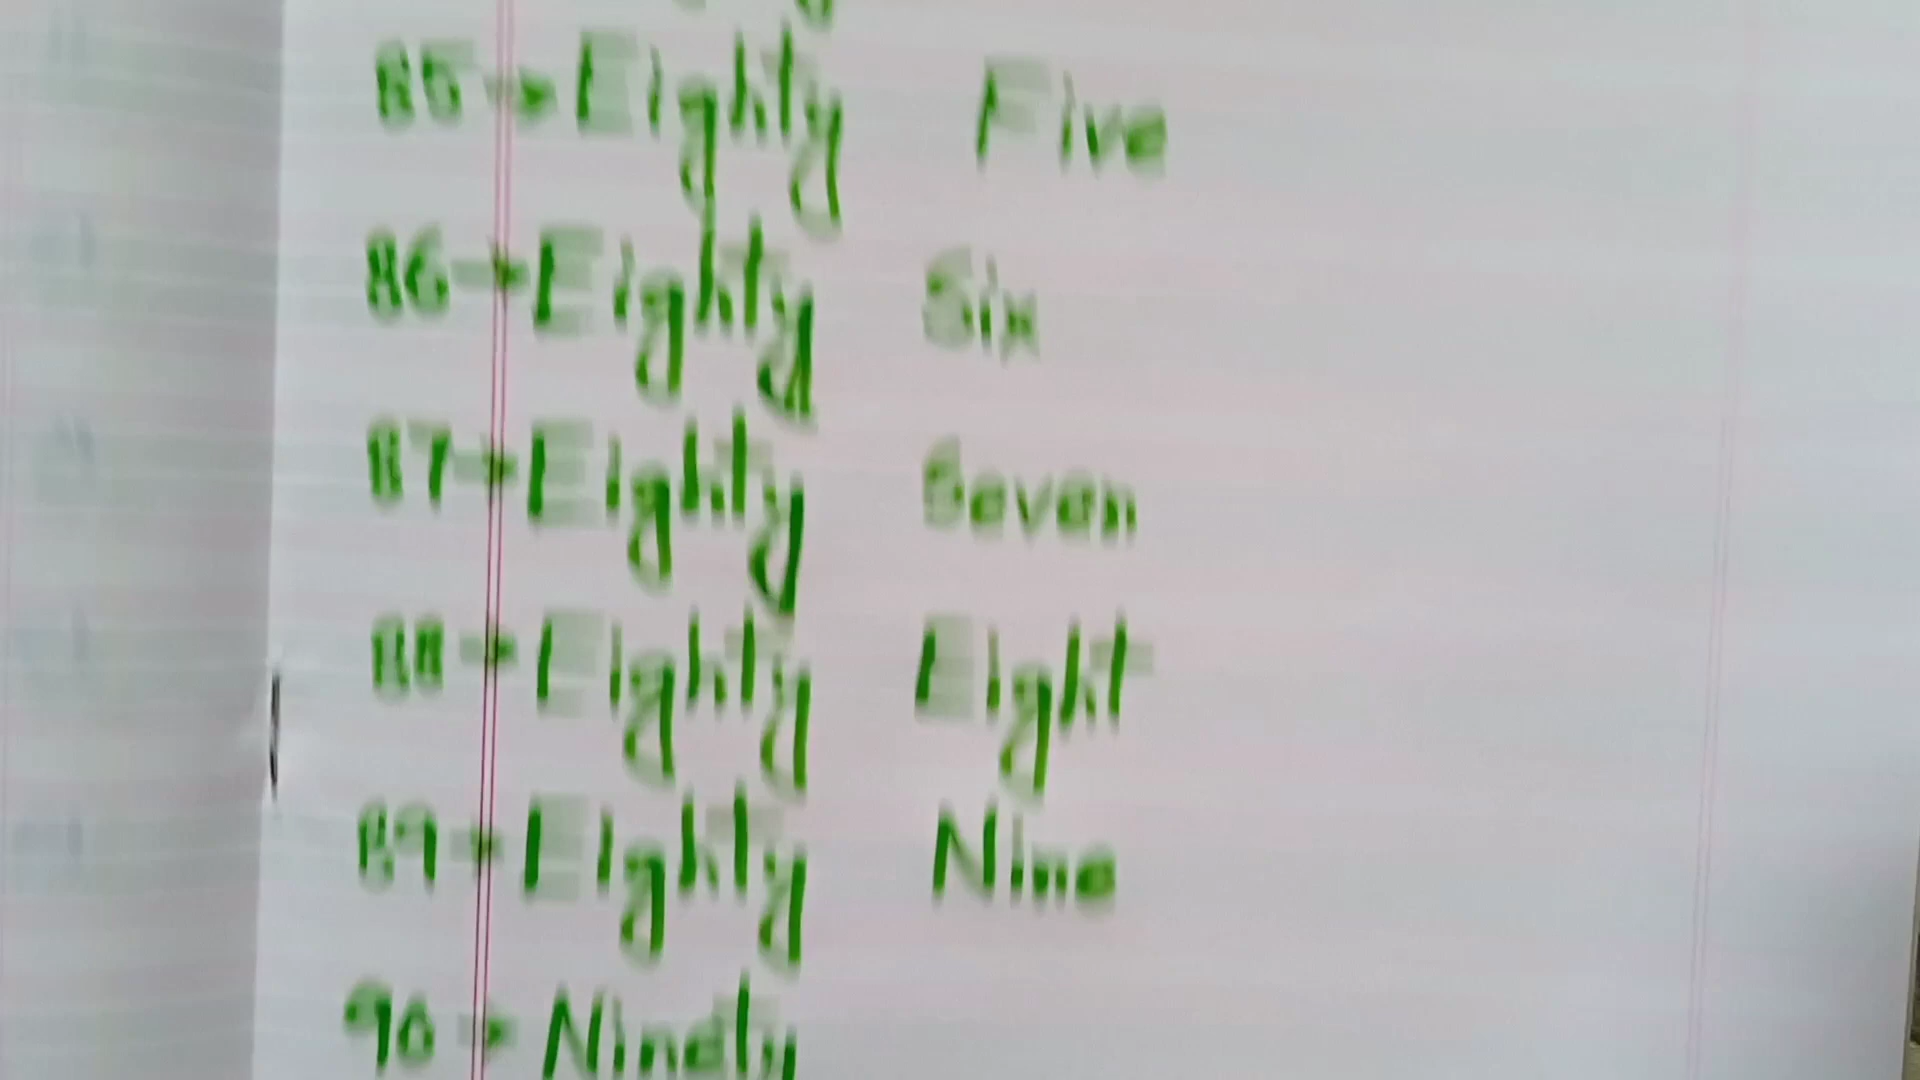 85 → Eighty Five
86 → Eighty Six
87 → Eighty Seven
88 → Eighty Eight
89 → Eighty Nine
90 → Ninety